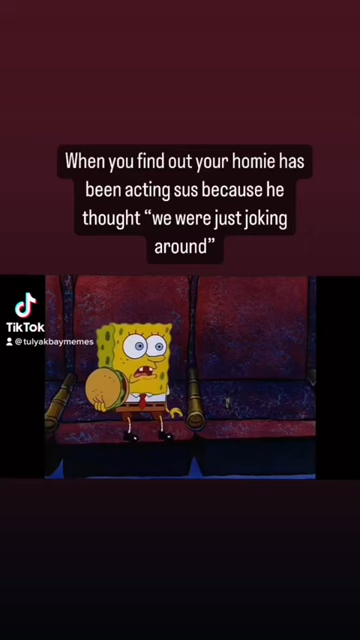 When you find out your homie has
been acting sus because he
thought “we were just joking
around”
TikTok
@tulyakbaymemes